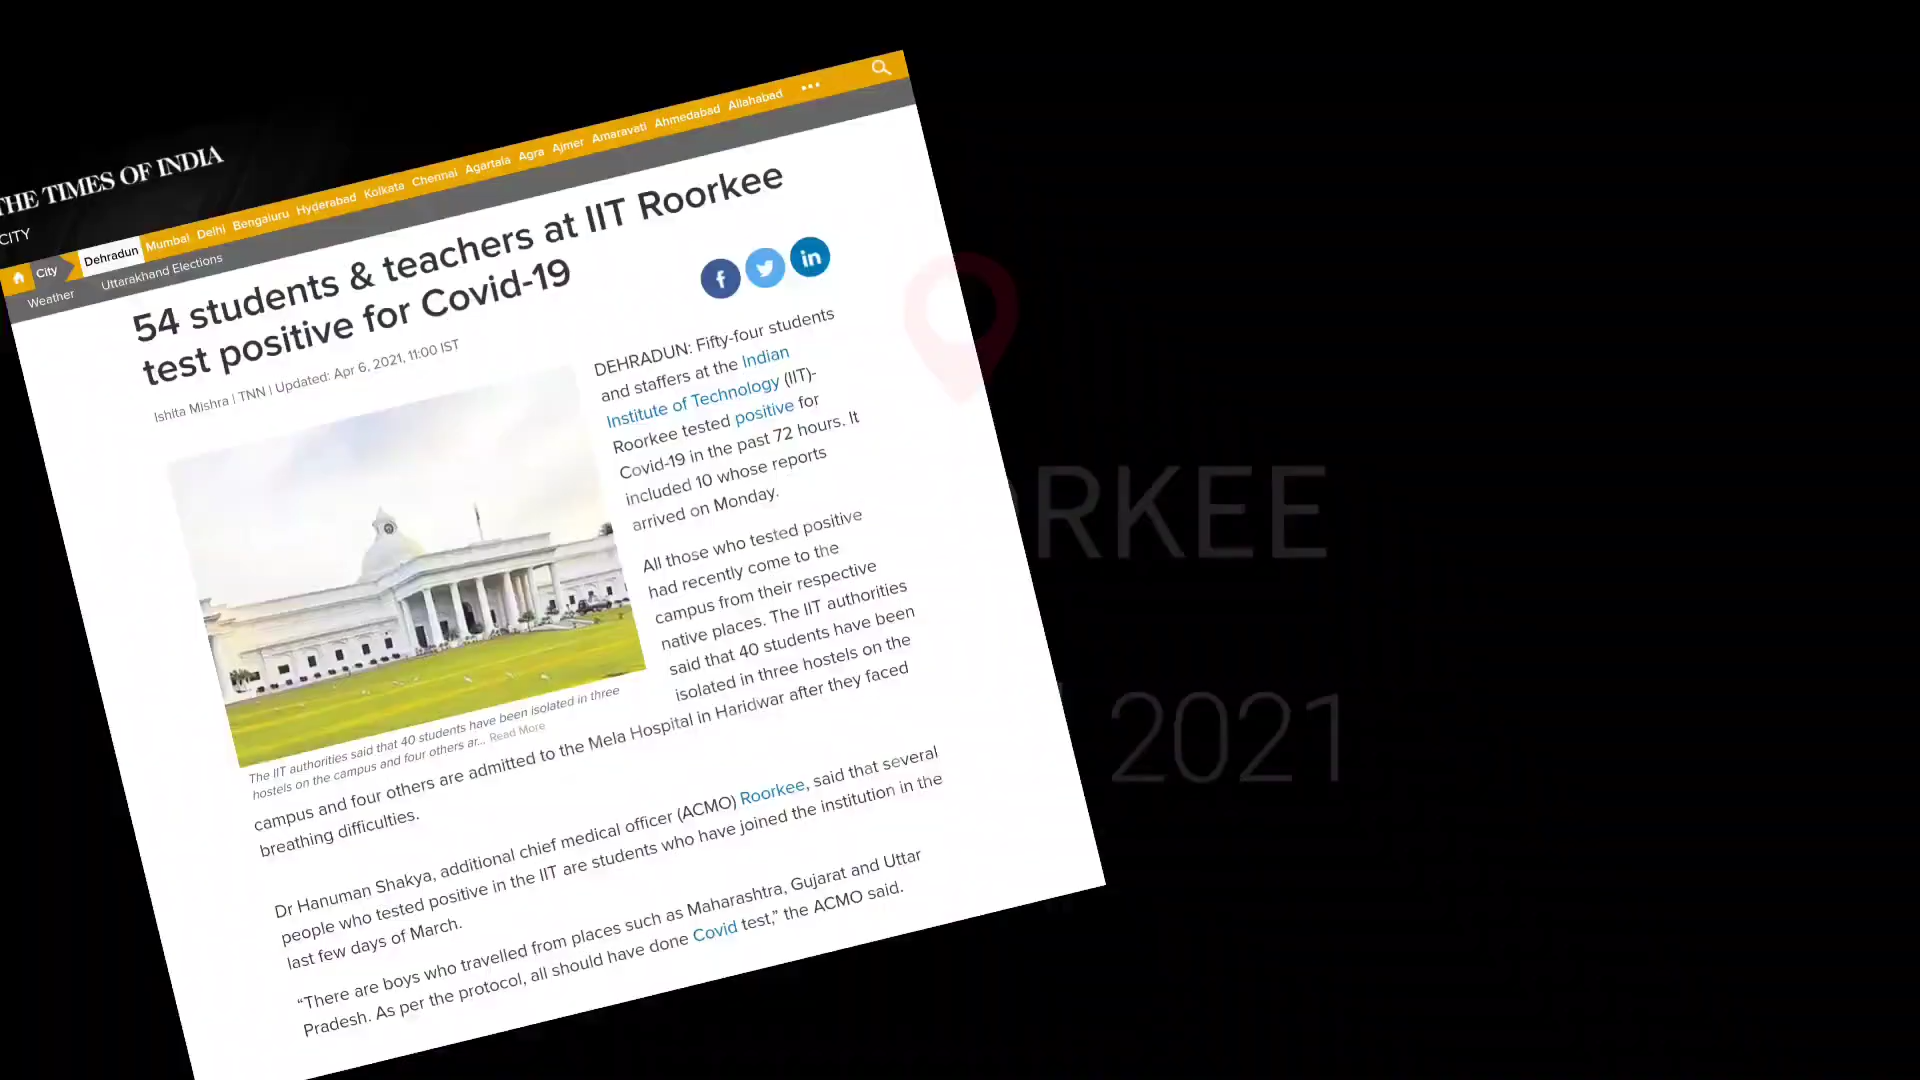 THE TIMES OF INDIA
CITY
City
Dehradun
Mumbai Delhi Bengaluru Hyderabad Kolkata Chennai Agartala Agra Ajmer Amaravati Ahmedabad Allahabad
Weather Uttarakhand Elections
54 students & teachers at IIT Roorkee
test positive for Covid-19
Ishita Mishra | TNN | Updated: Apr 6, 2021, 11:00 IST
DEHRADUN: Fifty-four students
and staffers at the Indian
Institute of Technology (IIT)-
Roorkee tested positive for
Covid-19 in the past 72 hours. It
included 10 whose reports
arrived on Monday.
All those who tested positive
had recently come to the
campus from their respective
native places. The IIT authorities
said that 40 students have been
isolated in three hostels on the
campus and four others are admitted to the Mela Hospital in Haridwar after they faced
breathing difficulties.
The IIT authorities said that 40 students have been isolated in three
hostels on the campus and four others ar... Read More
Dr Hanuman Shakya, additional chief medical officer (ACMO) Roorkee, said that several
people who tested positive in the IIT are students who have joined the institution in the
last few days of March.
“There are boys who travelled from places such as Maharashtra, Gujarat and Uttar
Pradesh. As per the protocol, all should have done Covid test,” the ACMO said.
ORKEE
2021